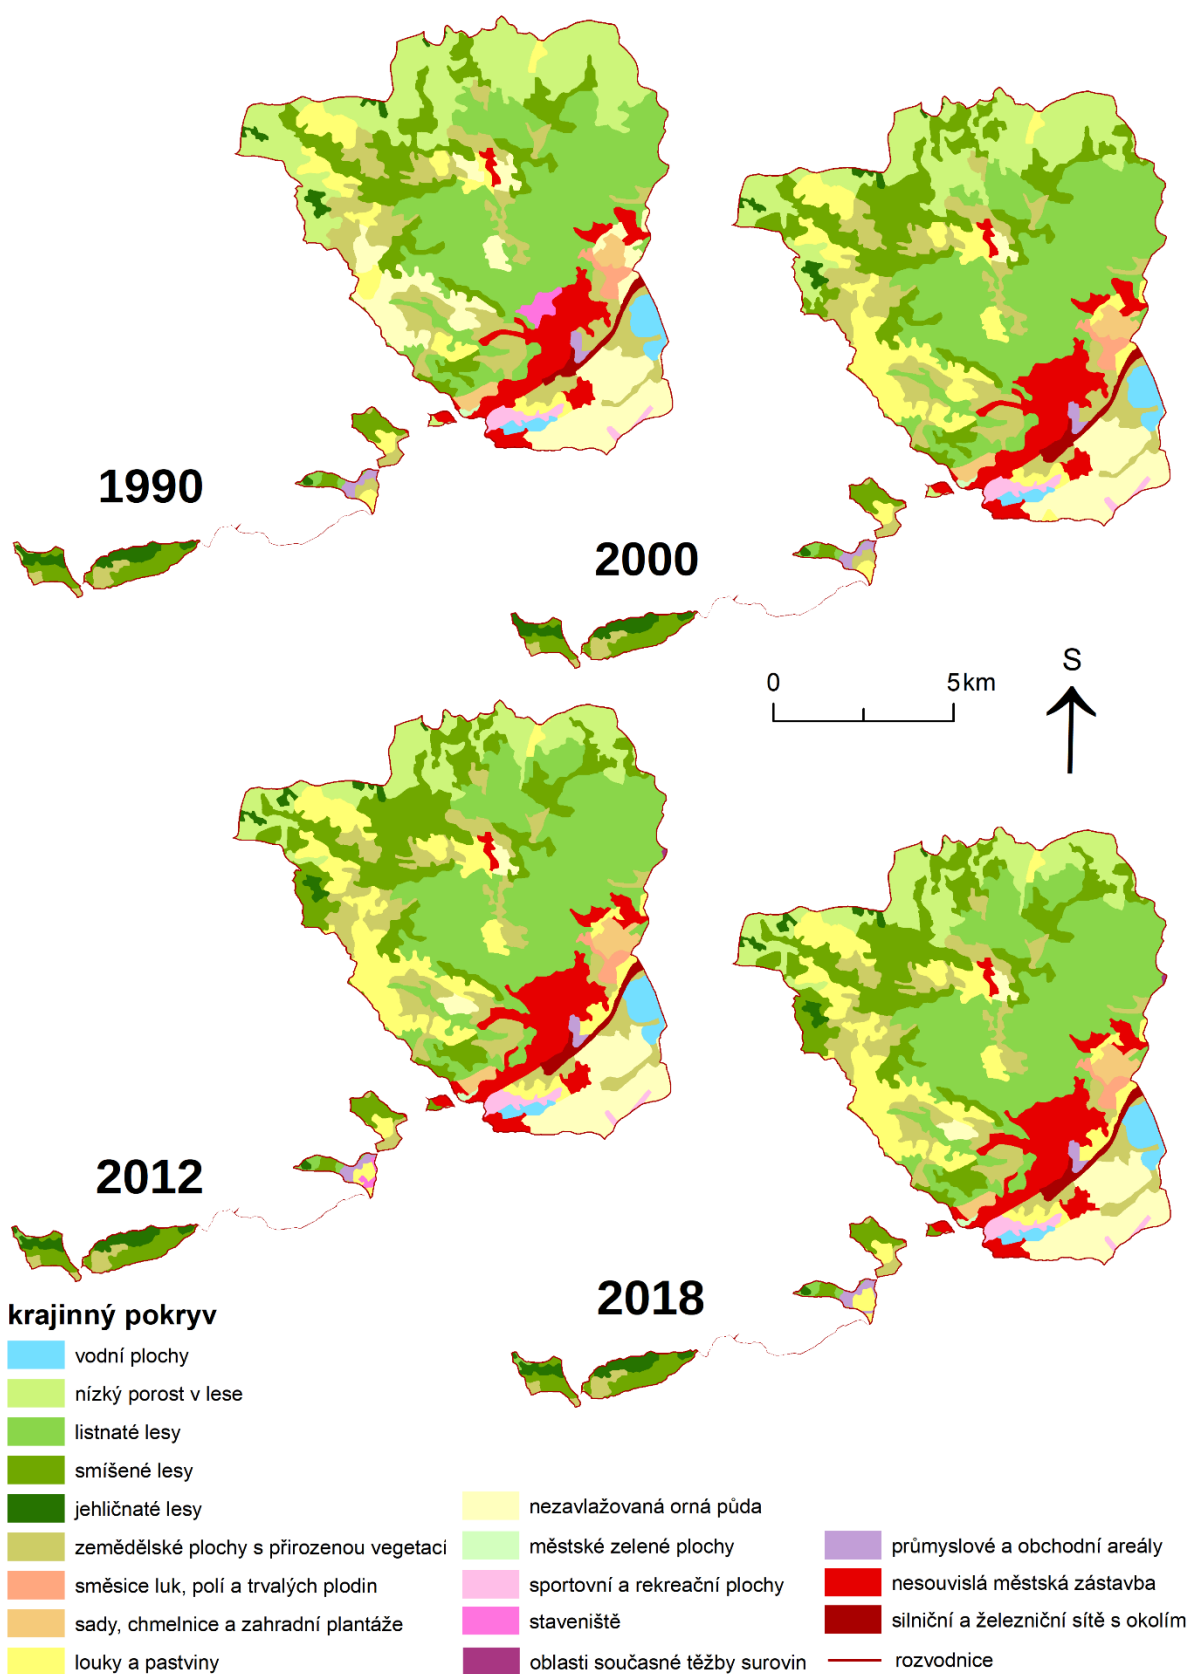 1990
2000
S
0 5 km
2012
2018
krajinný pokryv
vodní plochy
nízký porost v lese
listnaté lesy
smíšené lesy
jehličnaté lesy
zemědělské plochy s přirozenou vegetací
směsice luk, polí a trvalých plodin
sady, chmelnice a zahradní plantáže
louky a pastviny
nezavlažovaná orná půda
městské zelené plochy
sportovní a rekreační plochy
staveniště
oblasti současné těžby surovin
průmyslové a obchodní areály
nesouvislá městská zástavba
silniční a železniční sítě s okolím
rozvodnice